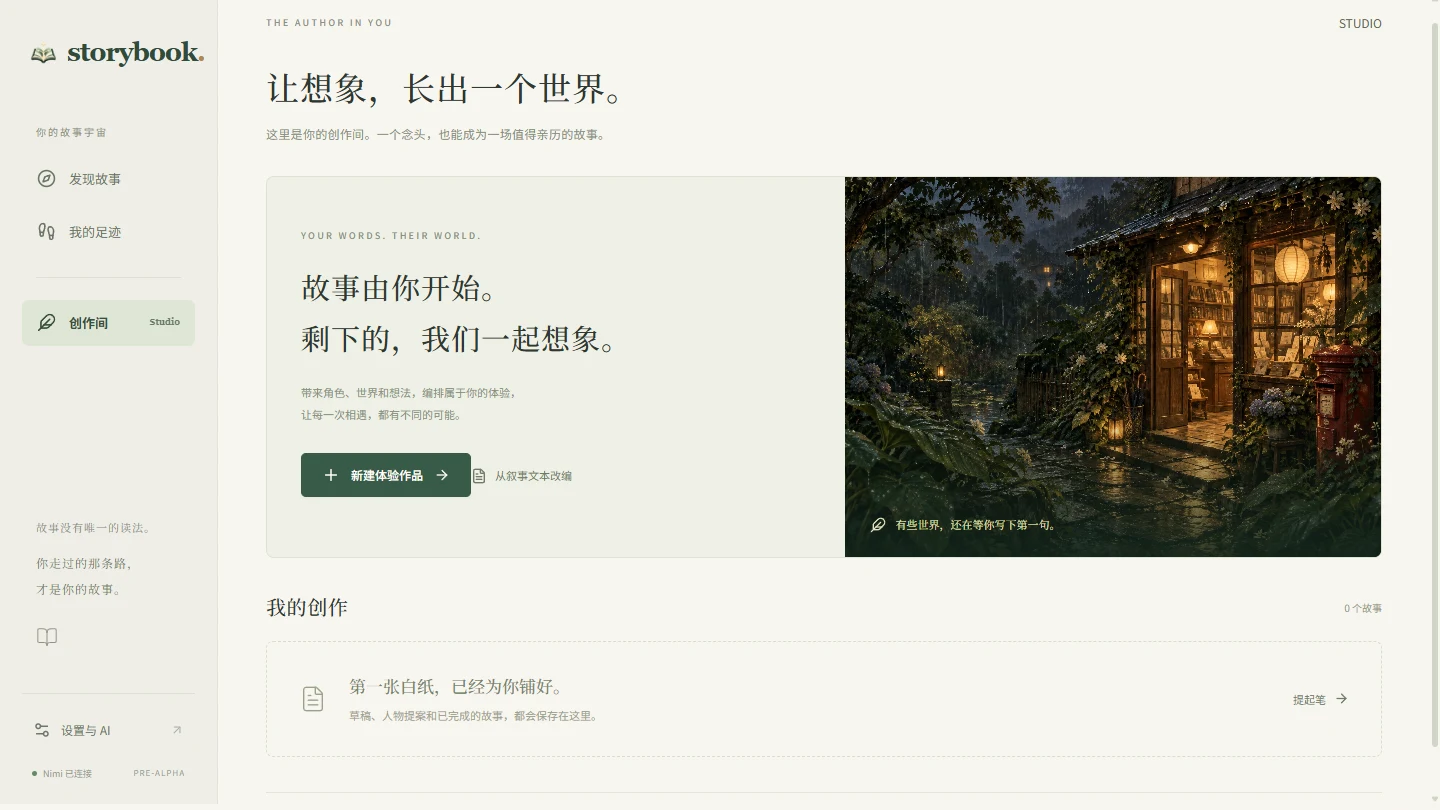 storybook.
你的故事宇宙
发现故事
我的足迹
创作间 Studio
故事没有唯一的读法。
你走过的那条路，
才是你的故事。
设置与 AI
Nimi 已连接 PRE-ALPHA
THE AUTHOR IN YOU
STUDIO
让想象，长出一个世界。
这里是你的创作间。一个念头，也能成为一场值得亲历的故事。
YOUR WORDS. THEIR WORLD.
故事由你开始。
剩下的，我们一起想象。
带来角色、世界和想法，编排属于你的体验，
让每一次相遇，都有不同的可能。
新建体验作品
从叙事文本改编
有些世界，还在等你写下第一句。
我的创作
0 个故事
第一张白纸，已经为你铺好。
草稿、人物提案和已完成的故事，都会保存在这里。
提起笔